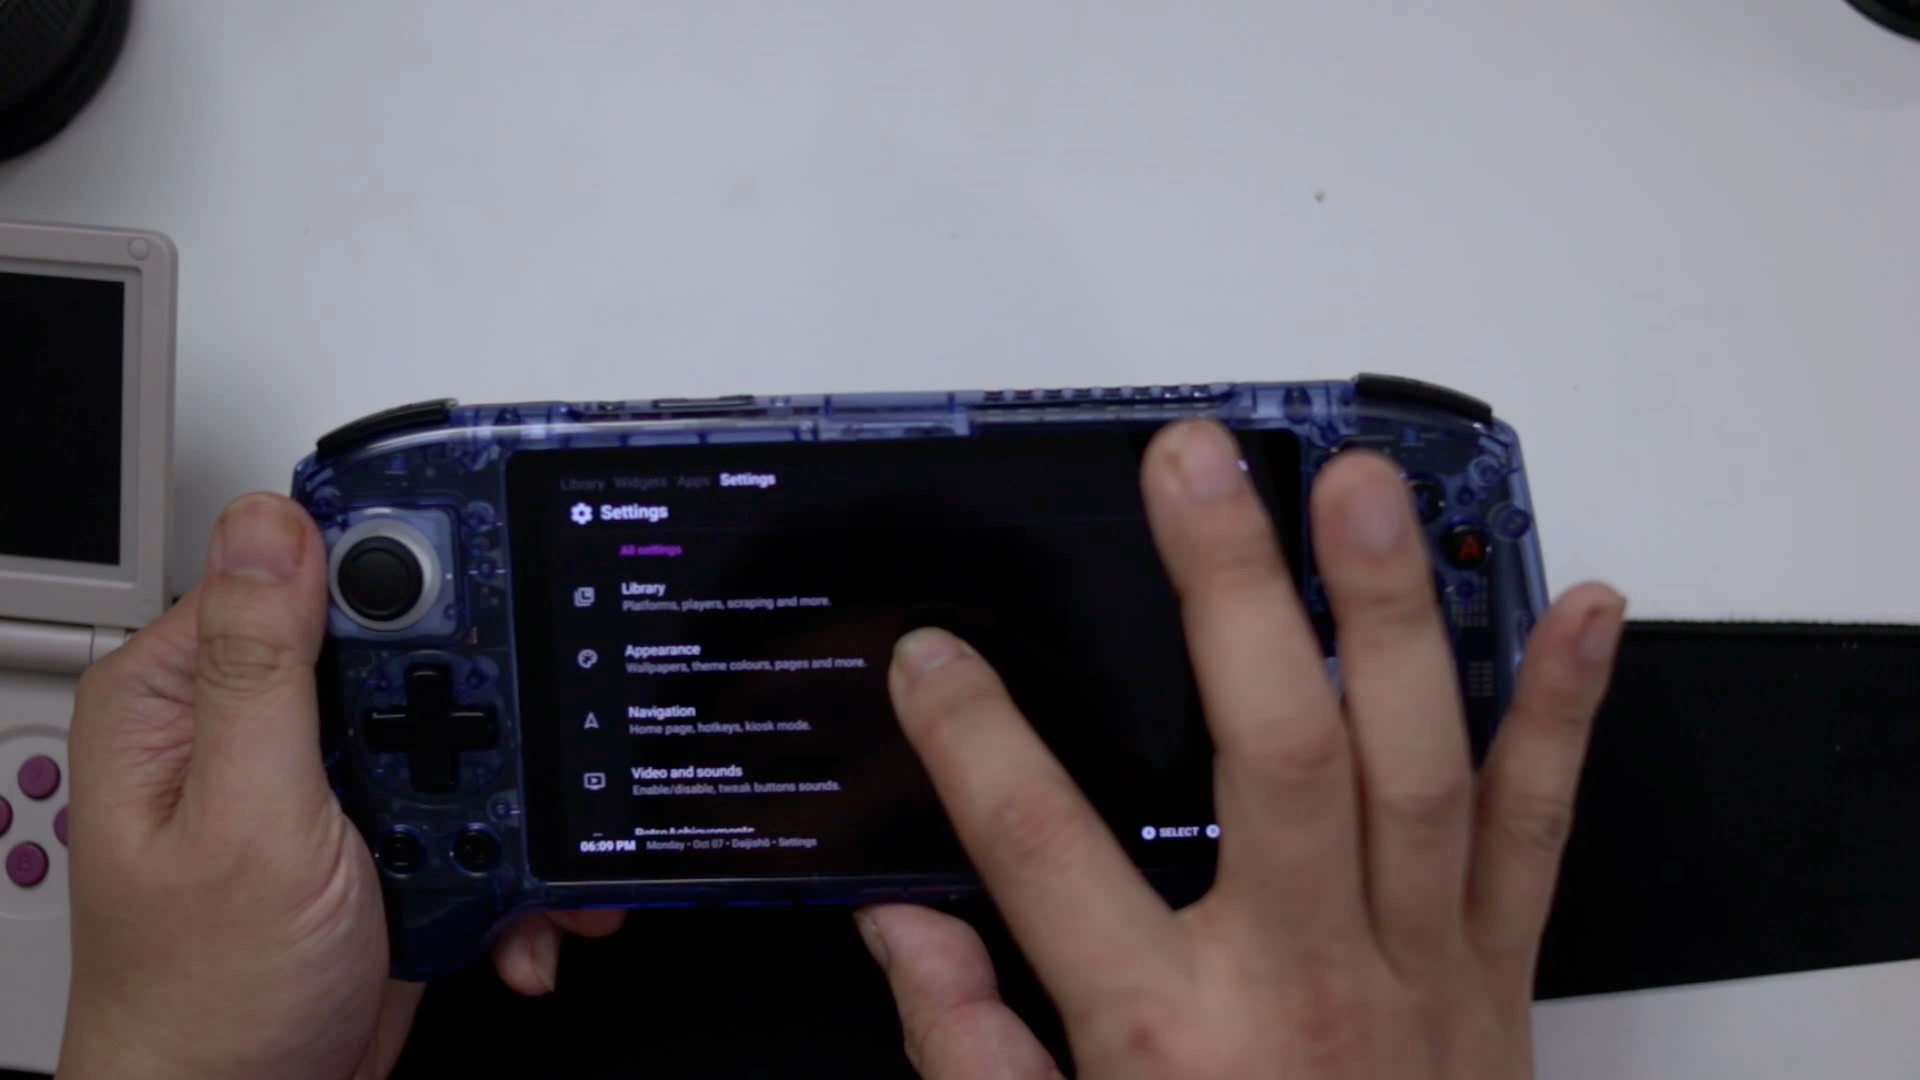 Library Widgets Apps Settings
Settings
All settings
Library
Platforms, players, scraping and more.
Appearance
Wallpapers, theme colours, pages and more.
Navigation
Home page, hotkeys, kiosk mode.
Video and sounds
Enable/disable, tweak buttons sounds.
RetroAchievements
06:09 PM Monday • Oct 07 • Daijishō • Settings
A SELECT
A